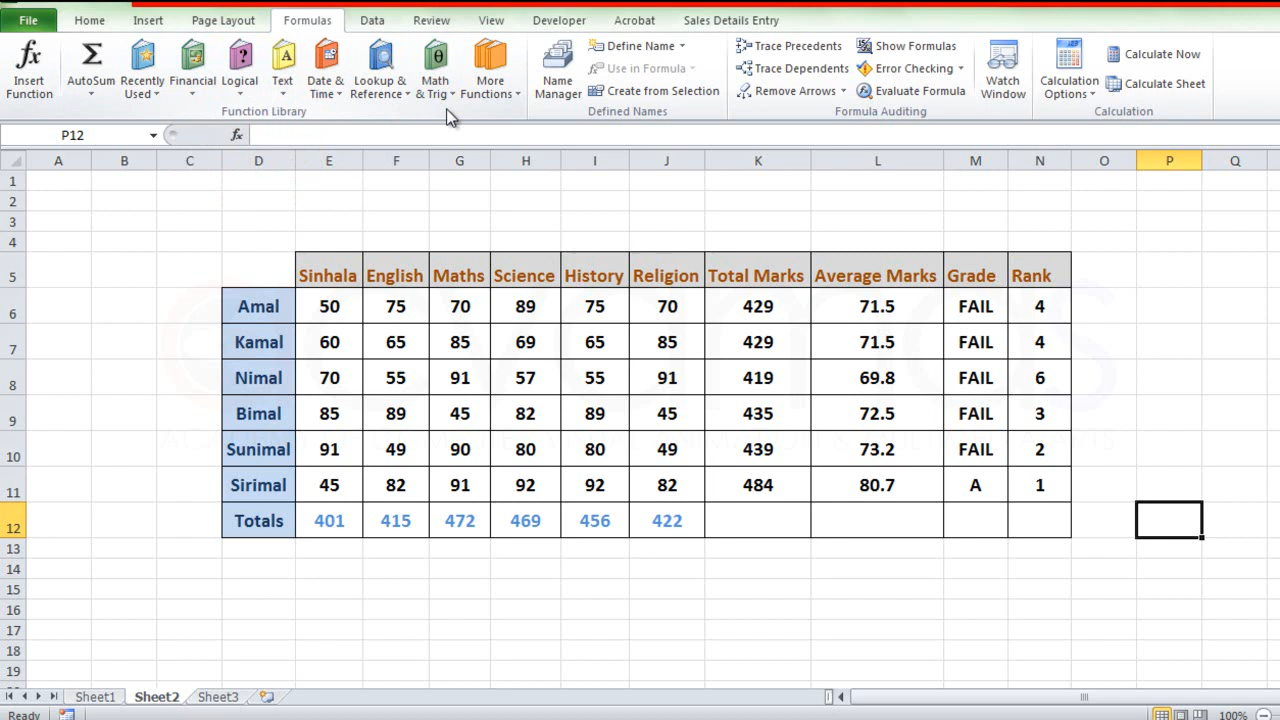 File Home Insert Page Layout Formulas Data Review View Developer Acrobat Sales Details Entry
fx Σ ? A θ Define Name Trace Precedents Show Formulas Calculate Now
Insert Function AutoSum Recently Used Financial Logical Text Date & Time Lookup & Reference Math & Trig More Functions Name Manager Use in Formula Trace Dependents Error Checking Watch Window Calculation Options Calculate Sheet
Create from Selection Remove Arrows Evaluate Formula
Function Library Defined Names Formula Auditing Calculation
P12 fx
A B C D E F G H I J K L M N O P Q
1
2
3
4
5 Sinhala English Maths Science History Religion Total Marks Average Marks Grade Rank
6 Amal 50 75 70 89 75 70 429 71.5 FAIL 4
7 Kamal 60 65 85 69 65 85 429 71.5 FAIL 4
8 Nimal 70 55 91 57 55 91 419 69.8 FAIL 6
9 Bimal 85 89 45 82 89 45 435 72.5 FAIL 3
10 Sunimal 91 49 90 80 80 49 439 73.2 FAIL 2
11 Sirimal 45 82 91 92 92 82 484 80.7 A 1
12 Totals 401 415 472 469 456 422
13
14
15
16
17
18
19
Sheet1 Sheet2 Sheet3
Ready 100%